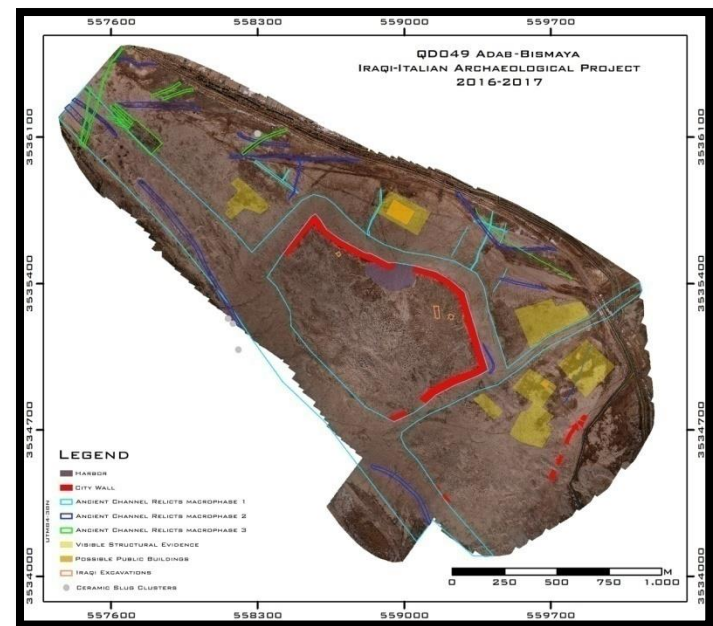 557600 558300 559000 559700
QD049 ADAB-BISMAYA
IRAQI-ITALIAN ARCHAEOLOGICAL PROJECT
2016-2017
3536100 3536100
3535400 3535400
3534700 3534700
LEGEND
HARBOR
CITY WALL
ANCIENT CHANNEL RELICTS MACROPHASE 1
ANCIENT CHANNEL RELICTS MACROPHASE 2
ANCIENT CHANNEL RELICTS MACROPHASE 3
VISIBLE STRUCTURAL EVIDENCE
POSSIBLE PUBLIC BUILDINGS
IRAQI EXCAVATIONS
CERAMIC SLUG CLUSTERS
UTM84-38N
M
0 250 500 750 1.000
3534000 3534000
557600 558300 559000 559700